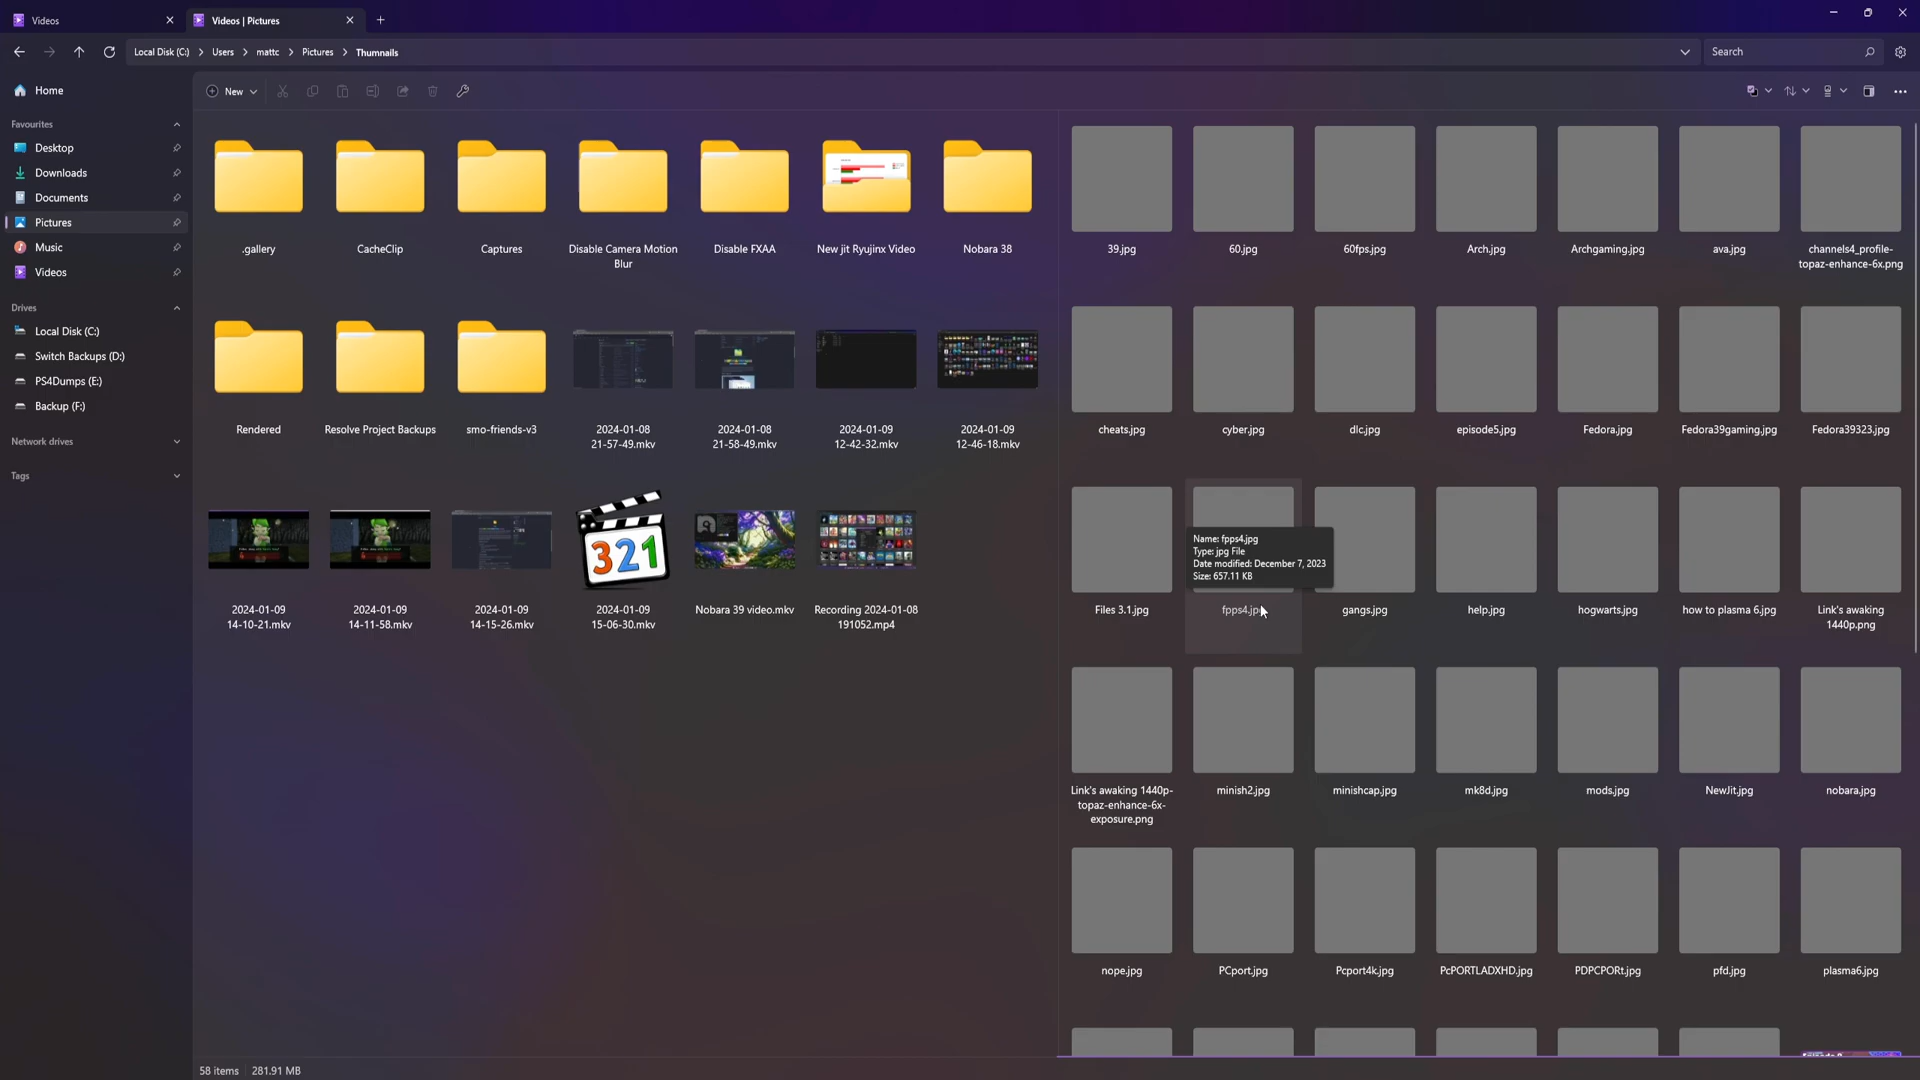 Videos
Videos | Pictures
Local Disk (C:) > Users > mattc > Pictures > Thumnails
Search
Home
New
Favourites
Desktop
Downloads
Documents
Pictures
Music
Videos
Drives
Local Disk (C:)
Switch Backups (D:)
PS4Dumps (E:)
Backup (F:)
Network drives
Tags
.gallery
CacheClip
Captures
Disable Camera Motion
Blur
Disable FXAA
New jit Ryujinx Video
Nobara 38
Rendered
Resolve Project Backups
smo-friends-v3
2024-01-08
21-57-49.mkv
2024-01-08
21-58-49.mkv
2024-01-09
12-42-32.mkv
2024-01-09
12-46-18.mkv
321
2024-01-09
14-10-21.mkv
2024-01-09
14-11-58.mkv
2024-01-09
14-15-26.mkv
2024-01-09
15-06-30.mkv
Nobara 39 video.mkv
Recording 2024-01-08
191052.mp4
39.jpg
60.jpg
60fps.jpg
Arch.jpg
Archgaming.jpg
ava.jpg
channels4_profile-
topaz-enhance-6x.png
cheats.jpg
cyber.jpg
dlc.jpg
episode5.jpg
Fedora.jpg
Fedora39gaming.jpg
Fedora39323.jpg
Name: fpps4.jpg
Type: jpg File
Date modified: December 7, 2023
Size: 657.11 KB
Files 3.1.jpg
fpps4.jpg
gangs.jpg
help.jpg
hogwarts.jpg
how to plasma 6.jpg
Link's awaking
1440p.png
Link's awaking 1440p-
topaz-enhance-6x-
exposure.png
minish2.jpg
minishcap.jpg
mk8d.jpg
mods.jpg
NewJit.jpg
nobara.jpg
nope.jpg
PCport.jpg
Pcport4k.jpg
PcPORTLADXHD.jpg
PDPCPORt.jpg
pfd.jpg
plasma6.jpg
58 items
281.91 MB